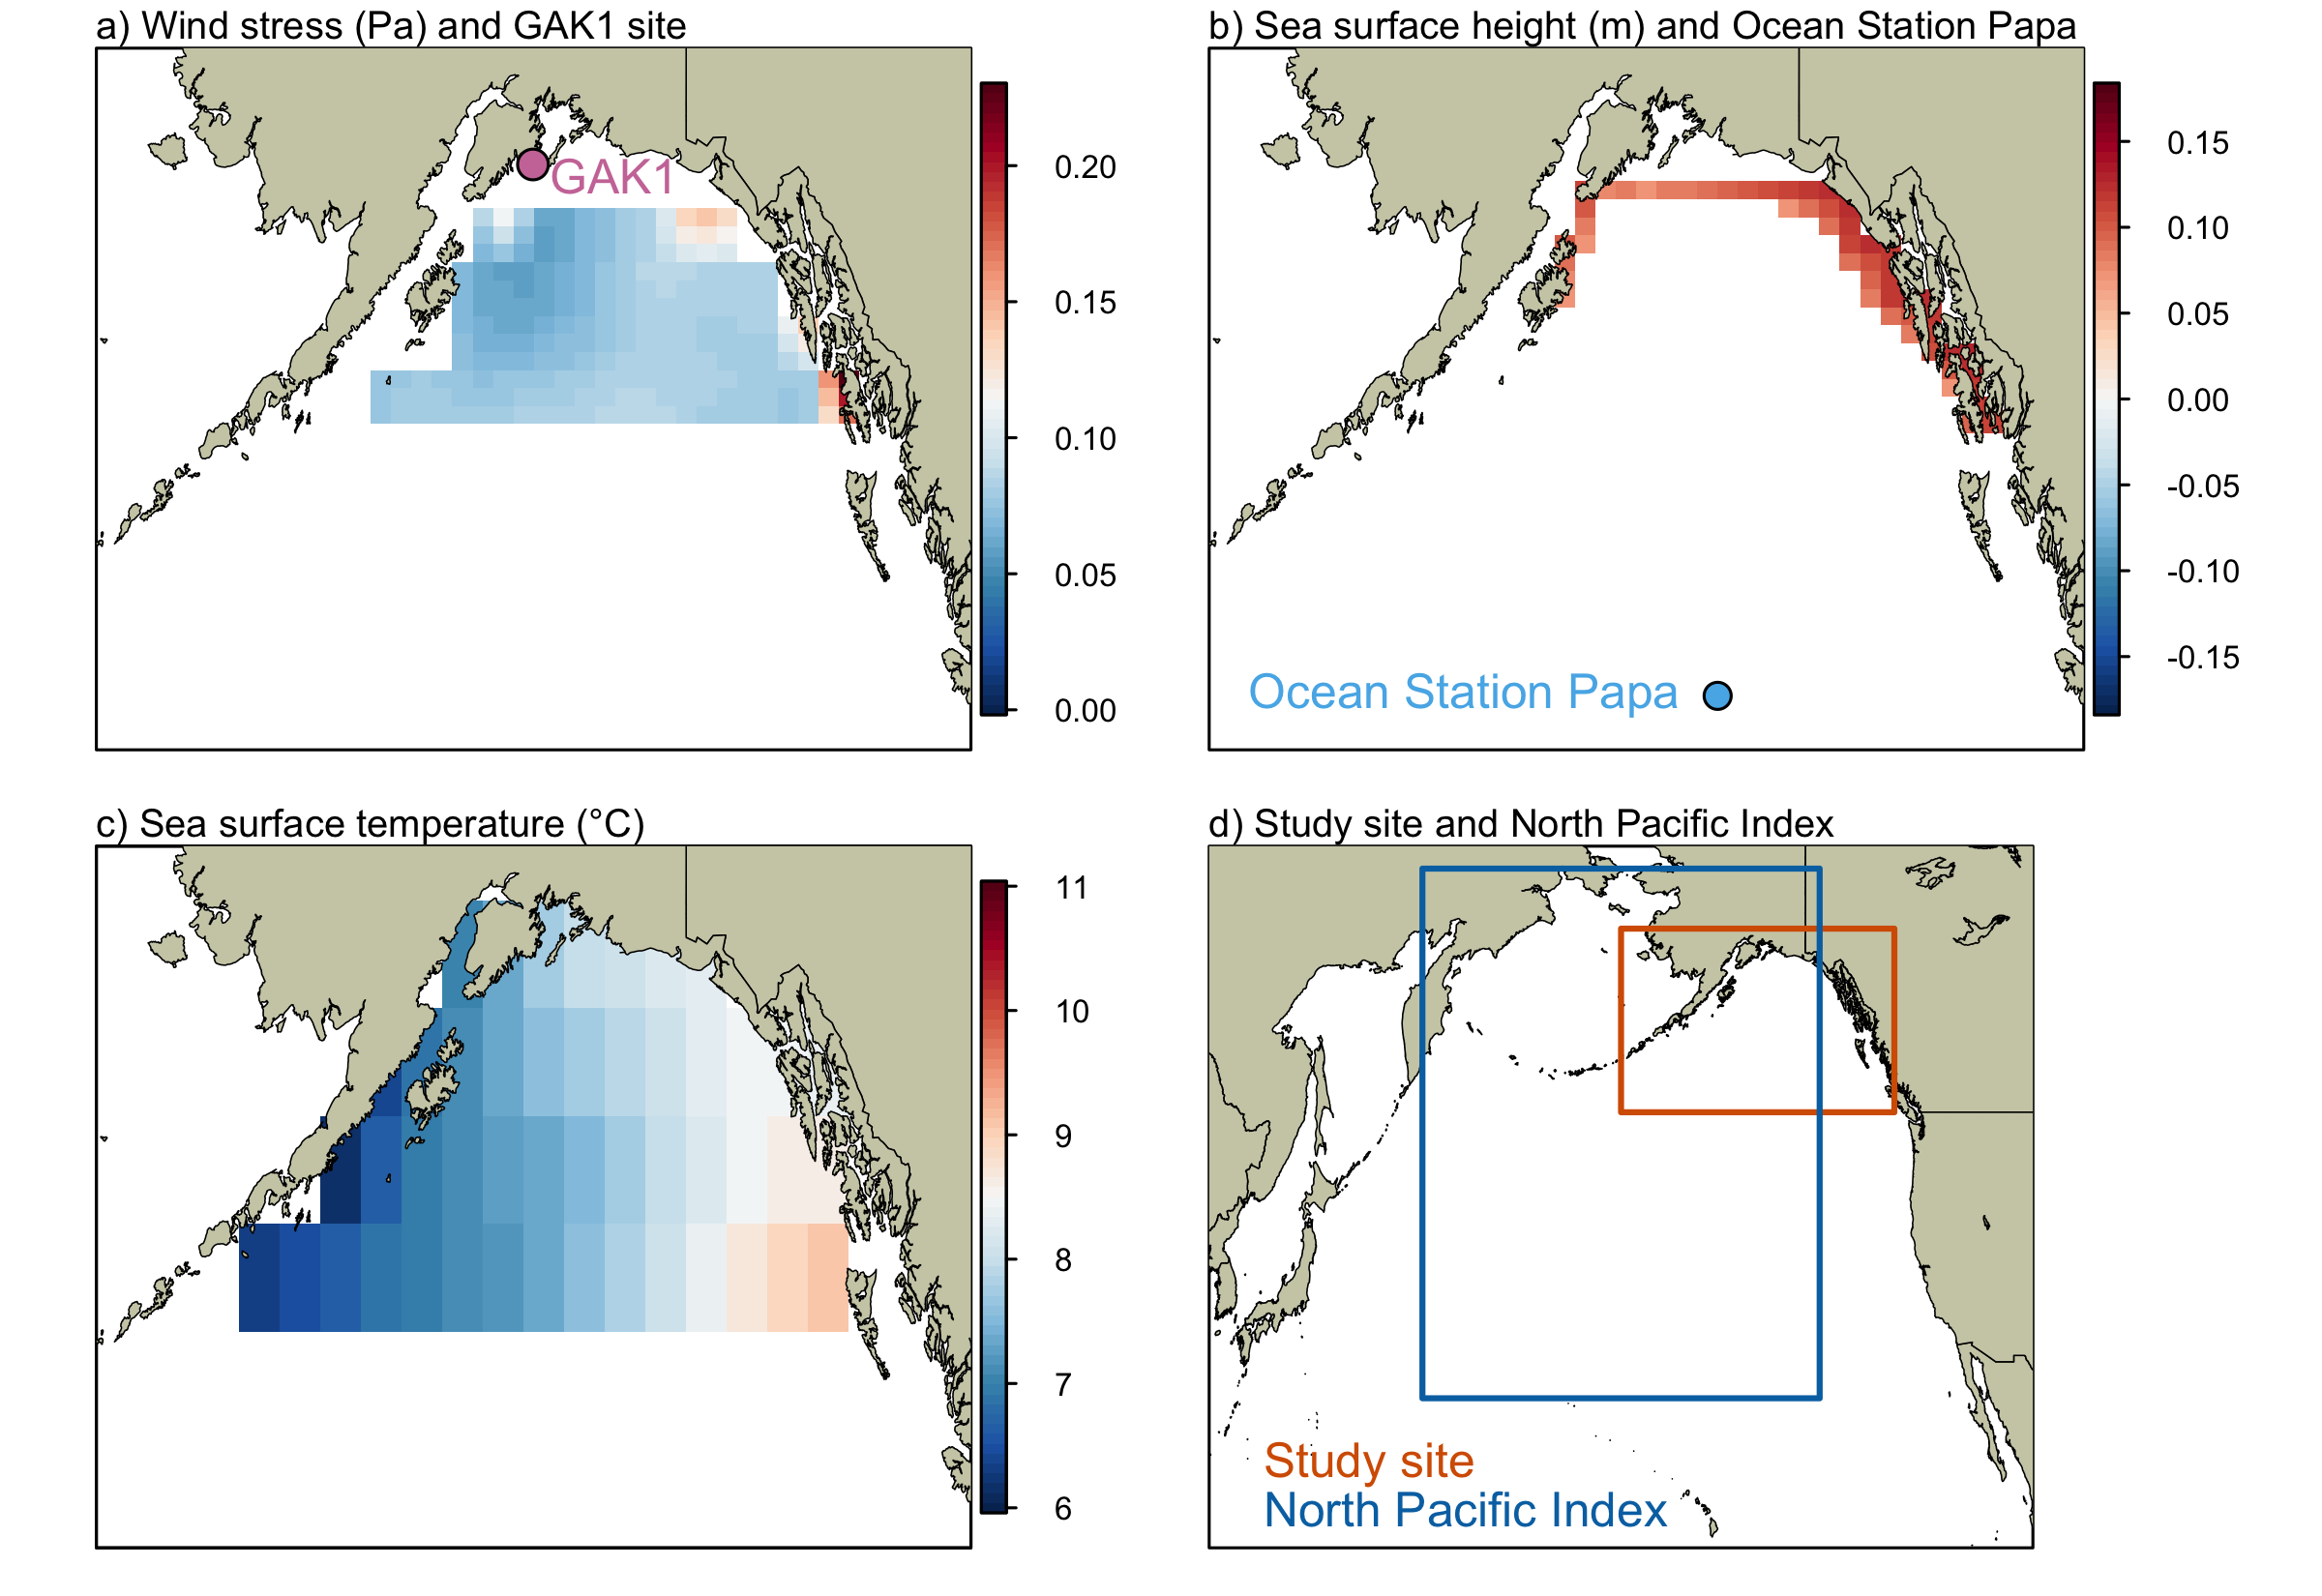 a) Wind stress (Pa) and GAK1 site
GAK1
0.20
0.15
0.10
0.05
0.00
b) Sea surface height (m) and Ocean Station Papa
Ocean Station Papa
0.15
0.10
0.05
0.00
-0.05
-0.10
-0.15
c) Sea surface temperature (°C)
11
10
9
8
7
6
d) Study site and North Pacific Index
Study site
North Pacific Index